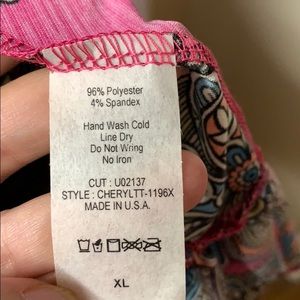 96% Polyester
4% Spandex
Hand Wash Cold
Line Dry
Do Not Wring
No Iron
CUT : U02137
STYLE : CHERYLTT-1196X
MADE IN U.S.A.
XL